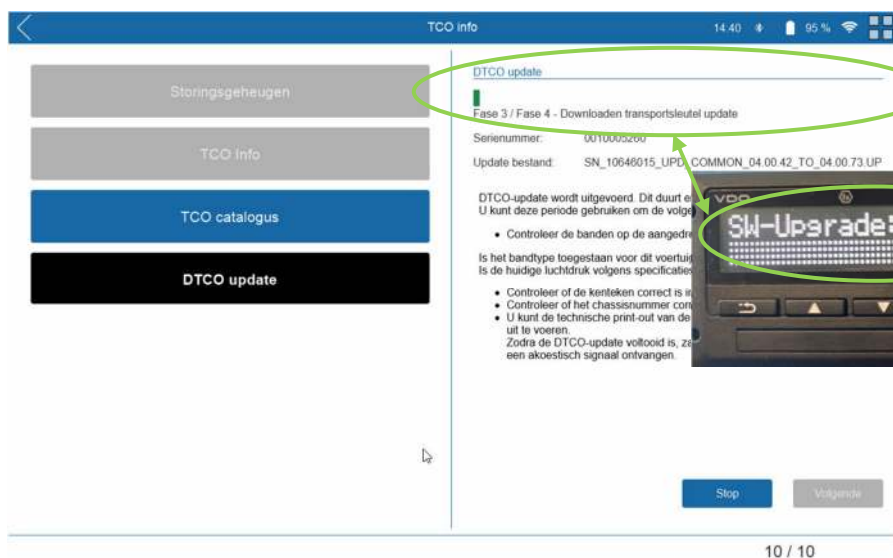 TCO info
14:40
95 %
Storingsgeheugen
TCO Info
TCO catalogus
DTCO update
DTCO update
Fase 3 / Fase 4 - Downloaden transportsleutel update
Serienummer: 0010005260
Update bestand: SN_10646015_UPD_COMMON_04.00.42_TO_04.00.73.UP
DTCO-update wordt uitgevoerd. Dit duurt e
U kunt deze periode gebruiken om de volge
• Controleer de banden op de aangedre
Is het bandtype toegestaan voor dit voertuig
Is de huidige luchtdruk volgens specificaties
• Controleer of de kenteken correct is in
• Controleer of het chassisnummer corr
• U kunt de technische print-out van de
uit te voeren.
Zodra de DTCO-update voltooid is, za
een akoestisch signaal ontvangen.
VDO
SW-Upgrade:
Stop
Volgende
10 / 10